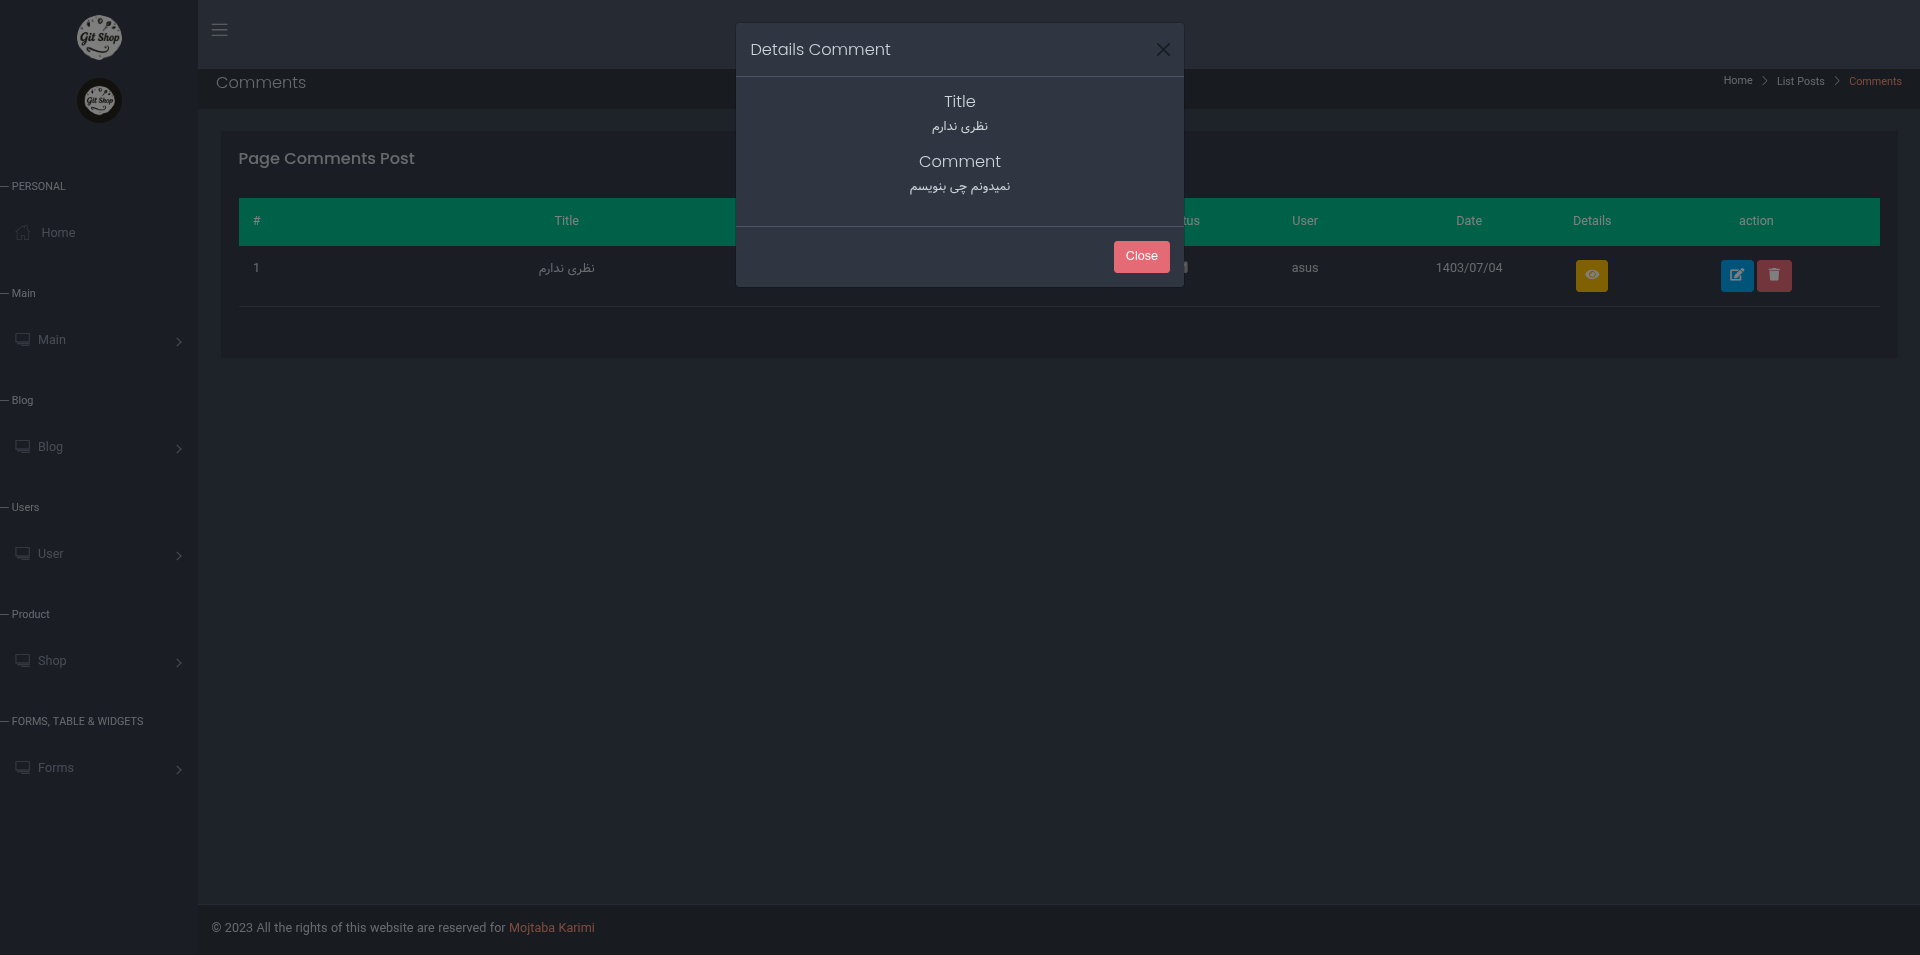 Git Shop
Git Shop
— PERSONAL
Home
— Main
Main
— Blog
Blog
— Users
User
— Product
Shop
— FORMS, TABLE & WIDGETS
Forms
Comments
Home > List Posts > Comments
Page Comments Post
# Title tus User Date Details action
1 نظری ندارم asus 1403/07/04
Details Comment
Title
نظری ندارم
Comment
نمیدونم چی بنویسم
Close
© 2023 All the rights of this website are reserved for Mojtaba Karimi